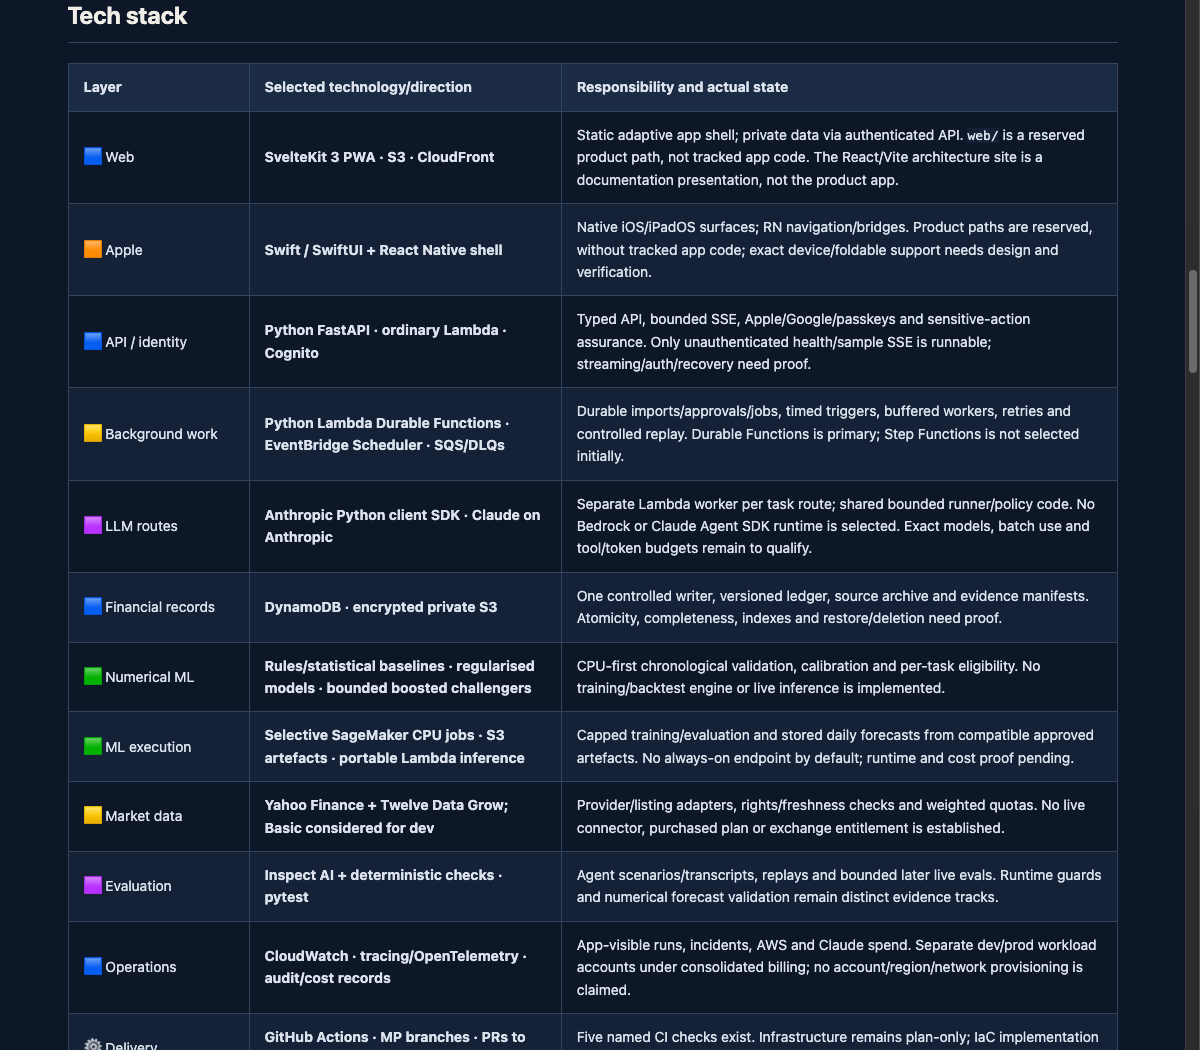 Tech stack
Layer
Selected technology/direction
Responsibility and actual state
Web
SvelteKit 3 PWA · S3 · CloudFront
Static adaptive app shell; private data via authenticated API. web/ is a reserved
product path, not tracked app code. The React/Vite architecture site is a
documentation presentation, not the product app.
Apple
Swift / SwiftUI + React Native shell
Native iOS/iPadOS surfaces; RN navigation/bridges. Product paths are reserved,
without tracked app code; exact device/foldable support needs design and
verification.
API / identity
Python FastAPI · ordinary Lambda ·
Cognito
Typed API, bounded SSE, Apple/Google/passkeys and sensitive-action
assurance. Only unauthenticated health/sample SSE is runnable;
streaming/auth/recovery need proof.
Background work
Python Lambda Durable Functions ·
EventBridge Scheduler · SQS/DLQs
Durable imports/approvals/jobs, timed triggers, buffered workers, retries and
controlled replay. Durable Functions is primary; Step Functions is not selected
initially.
LLM routes
Anthropic Python client SDK · Claude on
Anthropic
Separate Lambda worker per task route; shared bounded runner/policy code. No
Bedrock or Claude Agent SDK runtime is selected. Exact models, batch use and
tool/token budgets remain to qualify.
Financial records
DynamoDB · encrypted private S3
One controlled writer, versioned ledger, source archive and evidence manifests.
Atomicity, completeness, indexes and restore/deletion need proof.
Numerical ML
Rules/statistical baselines · regularised
models · bounded boosted challengers
CPU-first chronological validation, calibration and per-task eligibility. No
training/backtest engine or live inference is implemented.
ML execution
Selective SageMaker CPU jobs · S3
artefacts · portable Lambda inference
Capped training/evaluation and stored daily forecasts from compatible approved
artefacts. No always-on endpoint by default; runtime and cost proof pending.
Market data
Yahoo Finance + Twelve Data Grow;
Basic considered for dev
Provider/listing adapters, rights/freshness checks and weighted quotas. No live
connector, purchased plan or exchange entitlement is established.
Evaluation
Inspect AI + deterministic checks ·
pytest
Agent scenarios/transcripts, replays and bounded later live evals. Runtime guards
and numerical forecast validation remain distinct evidence tracks.
Operations
CloudWatch · tracing/OpenTelemetry ·
audit/cost records
App-visible runs, incidents, AWS and Claude spend. Separate dev/prod workload
accounts under consolidated billing; no account/region/network provisioning is
claimed.
Delivery
GitHub Actions · MP branches · PRs to
Five named CI checks exist. Infrastructure remains plan-only; IaC implementation